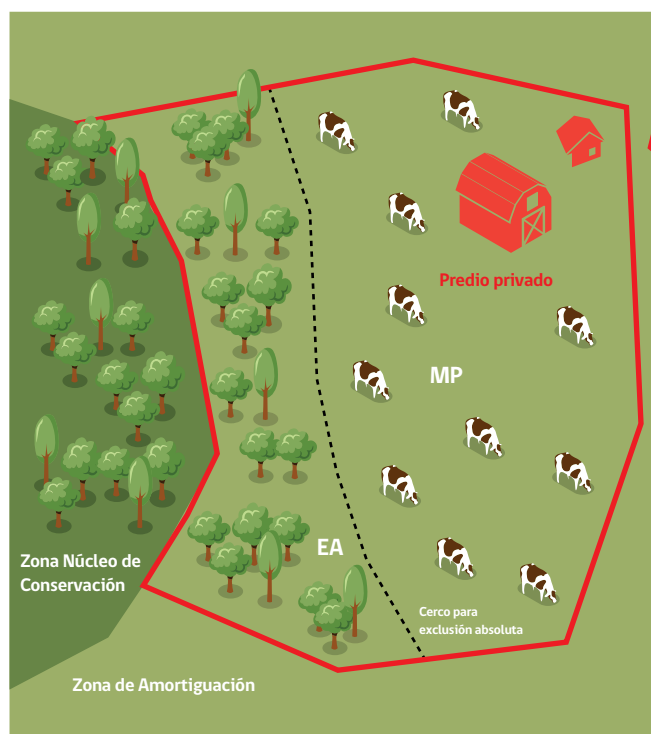 Predio privado
MP
EA
Zona Núcleo de
Conservación
Cerco para
exclusión absoluta
Zona de Amortiguación